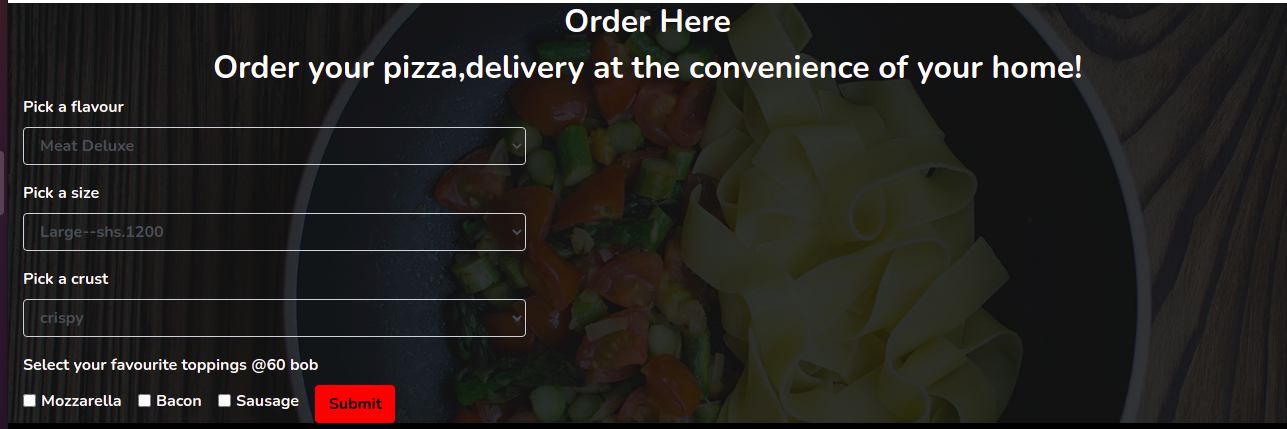 Order Here
Order your pizza,delivery at the convenience of your home!
Pick a flavour
Meat Deluxe
Pick a size
Large--shs.1200
Pick a crust
crispy
Select your favourite toppings @60 bob
Mozzarella Bacon Sausage Submit